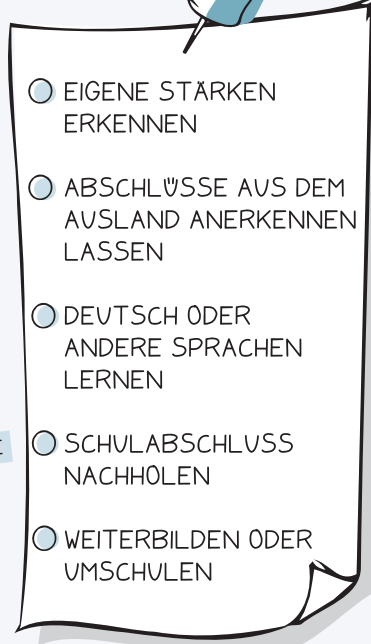 EIGENE STÄRKEN
ERKENNEN
ABSCHLÜSSE AUS DEM
AUSLAND ANERKENNEN
LASSEN
DEUTSCH ODER
ANDERE SPRACHEN
LERNEN
SCHULABSCHLUSS
NACHHOLEN
WEITERBILDEN ODER
UMSCHULEN